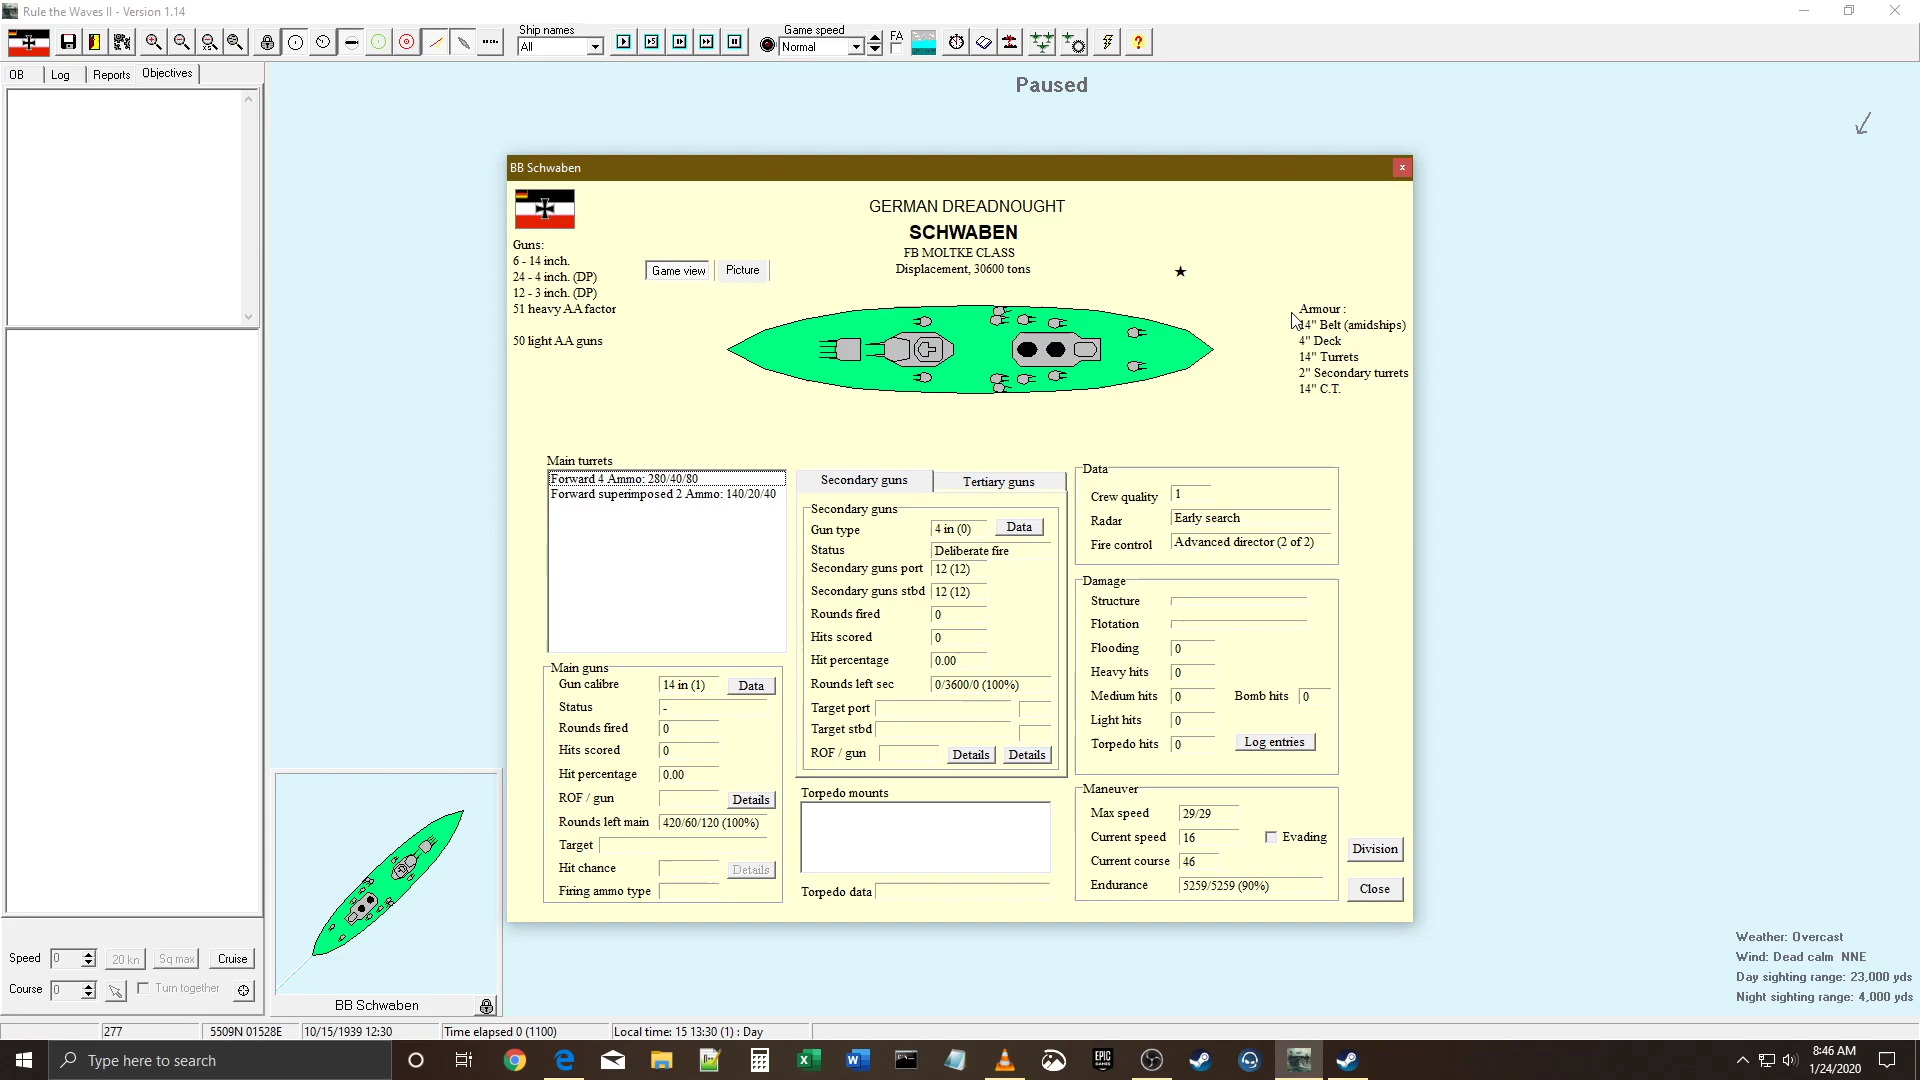 Rule the Waves II - Version 1.14
Ship names
All
Game speed
Normal
FA
OB
Log
Reports
Objectives
Paused
BB Schwaben
GERMAN DREADNOUGHT
SCHWABEN
FB MOLTKE CLASS
Displacement, 30600 tons
Guns:
6 - 14 inch.
24 - 4 inch. (DP)
12 - 3 inch. (DP)
51 heavy AA factor
50 light AA guns
Game view
Picture
Armour :
14" Belt (amidships)
4" Deck
14" Turrets
2" Secondary turrets
14" C.T.
Main turrets
Forward 4 Ammo: 280/40/80
Forward superimposed 2 Ammo: 140/20/40
Main guns
Gun calibre 14 in (1) Data
Status -
Rounds fired 0
Hits scored 0
Hit percentage 0.00
ROF / gun Details
Rounds left main 420/60/120 (100%)
Target
Hit chance Details
Firing ammo type
Secondary guns
Tertiary guns
Secondary guns
Gun type 4 in (0) Data
Status Deliberate fire
Secondary guns port 12 (12)
Secondary guns stbd 12 (12)
Rounds fired 0
Hits scored 0
Hit percentage 0.00
Rounds left sec 0/3600/0 (100%)
Target port
Target stbd
ROF / gun Details Details
Torpedo mounts
Torpedo data
Data
Crew quality 1
Radar Early search
Fire control Advanced director (2 of 2)
Damage
Structure
Flotation
Flooding 0
Heavy hits 0
Medium hits 0 Bomb hits 0
Light hits 0
Torpedo hits 0 Log entries
Maneuver
Max speed 29/29
Current speed 16 Evading
Current course 46
Endurance 5259/5259 (90%)
Division
Close
Speed 0 20 kn Sq max Cruise
Course 0 Turn together
BB Schwaben
Weather: Overcast
Wind: Dead calm NNE
Day sighting range: 23,000 yds
Night sighting range: 4,000 yds
277 5509N 01528E 10/15/1939 12:30 Time elapsed 0 (1100) Local time: 15 13:30 (1) : Day
Type here to search
EPIC GAMES
8:46 AM
1/24/2020